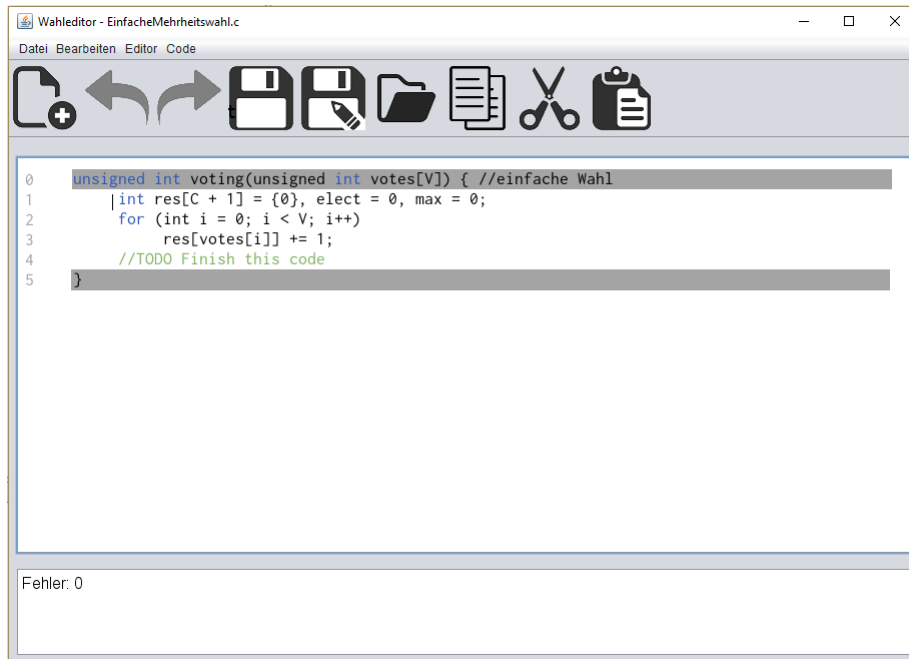 Wahleditor - EinfacheMehrheitswahl.c
Datei Bearbeiten Editor Code
0 unsigned int voting(unsigned int votes[V]) { //einfache Wahl
1 int res[C + 1] = {0}, elect = 0, max = 0;
2 for (int i = 0; i < V; i++)
3 res[votes[i]] += 1;
4 //TODO Finish this code
5 }
Fehler: 0